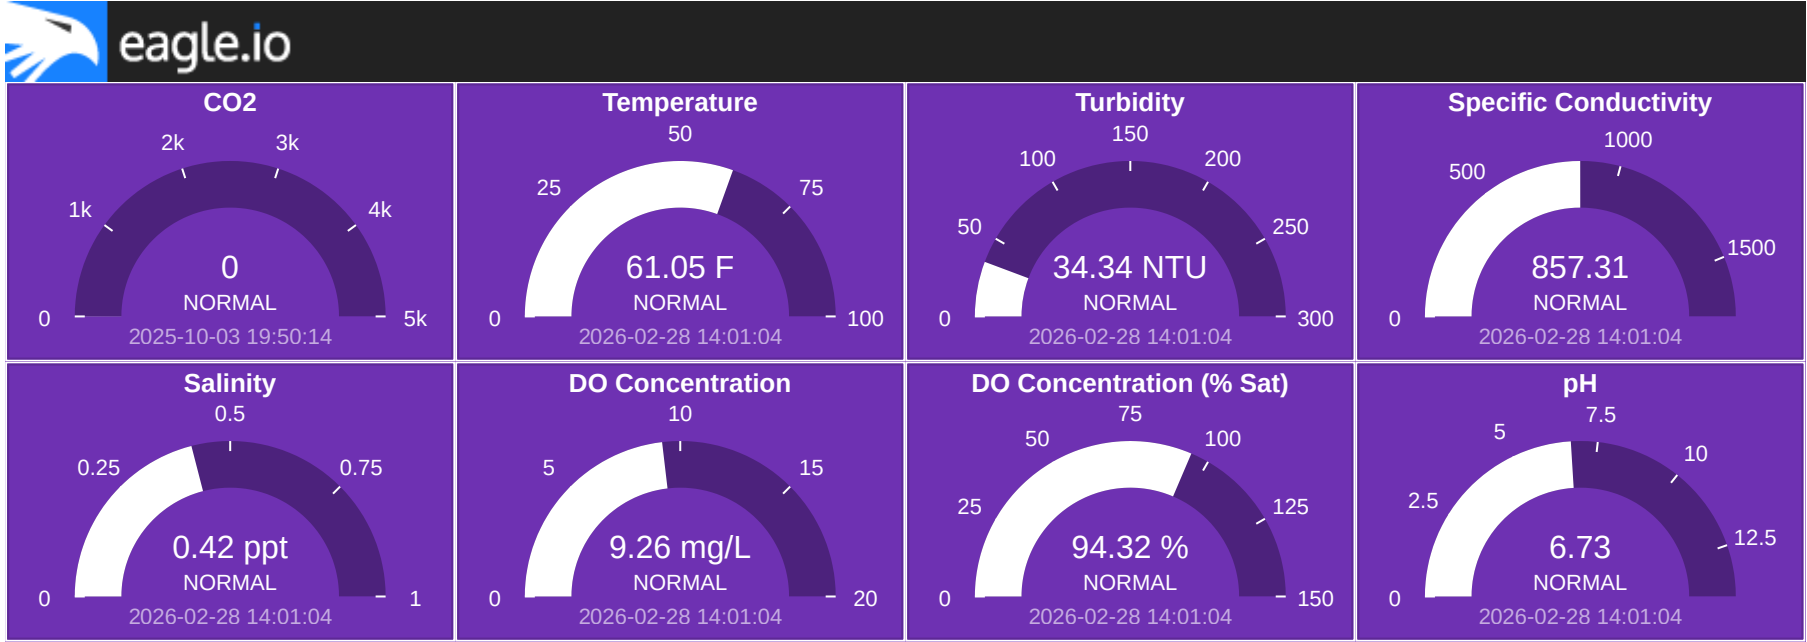 eagle.io
CO2
2k
3k
1k
4k
0
NORMAL
0
5k
2025-10-03 19:50:14
Temperature
50
25
75
61.05 F
NORMAL
0
100
2026-02-28 14:01:04
Turbidity
150
100
200
50
250
34.34 NTU
NORMAL
0
300
2026-02-28 14:01:04
Specific Conductivity
1000
500
1500
857.31
NORMAL
0
2026-02-28 14:01:04
Salinity
0.5
0.25
0.75
0.42 ppt
NORMAL
0
1
2026-02-28 14:01:04
DO Concentration
10
5
15
9.26 mg/L
NORMAL
0
20
2026-02-28 14:01:04
DO Concentration (% Sat)
75
50
100
25
125
94.32 %
NORMAL
0
150
2026-02-28 14:01:04
pH
7.5
5
10
2.5
12.5
6.73
NORMAL
0
2026-02-28 14:01:04